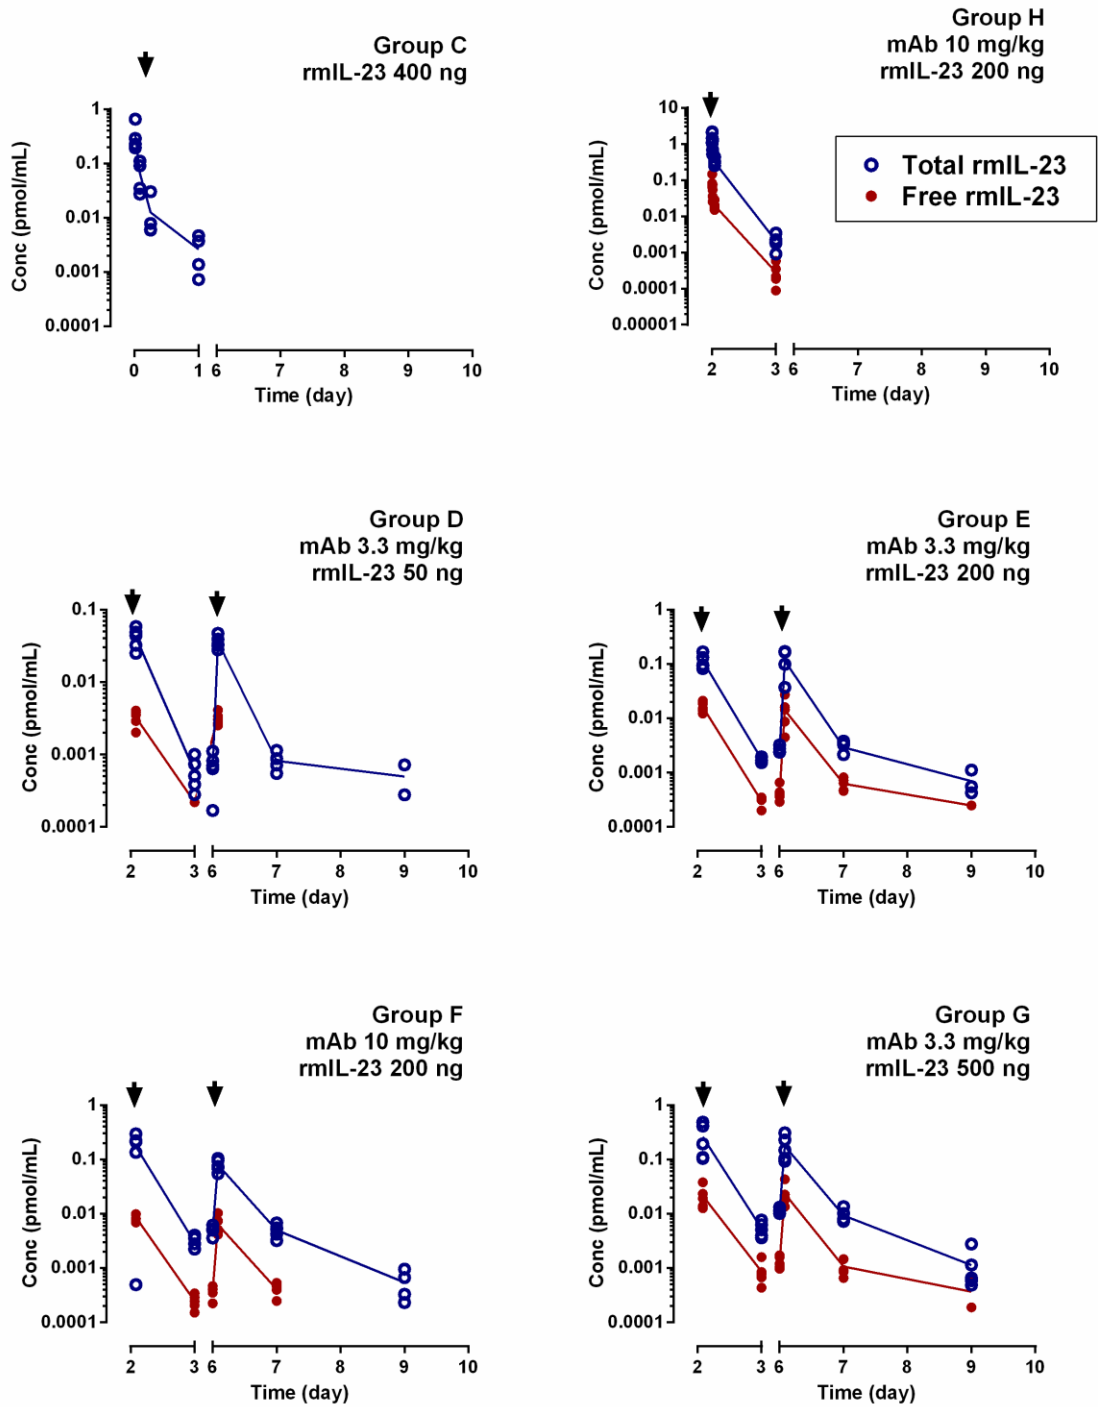 Group C
rmIL-23 400 ng
Conc (pmol/mL)
1
0.1
0.01
0.001
0.0001
0 1 6 7 8 9 10
Time (day)
Group H
mAb 10 mg/kg
rmIL-23 200 ng
Conc (pmol/mL)
10
1
0.1
0.01
0.001
0.0001
0.00001
2 3 6 7 8 9 10
Time (day)
Total rmIL-23
Free rmIL-23
Group D
mAb 3.3 mg/kg
rmIL-23 50 ng
Conc (pmol/mL)
0.1
0.01
0.001
0.0001
2 3 6 7 8 9 10
Time (day)
Group E
mAb 3.3 mg/kg
rmIL-23 200 ng
Conc (pmol/mL)
1
0.1
0.01
0.001
0.0001
2 3 6 7 8 9 10
Time (day)
Group F
mAb 10 mg/kg
rmIL-23 200 ng
Conc (pmol/mL)
1
0.1
0.01
0.001
0.0001
2 3 6 7 8 9 10
Time (day)
Group G
mAb 3.3 mg/kg
rmIL-23 500 ng
Conc (pmol/mL)
1
0.1
0.01
0.001
0.0001
2 3 6 7 8 9 10
Time (day)